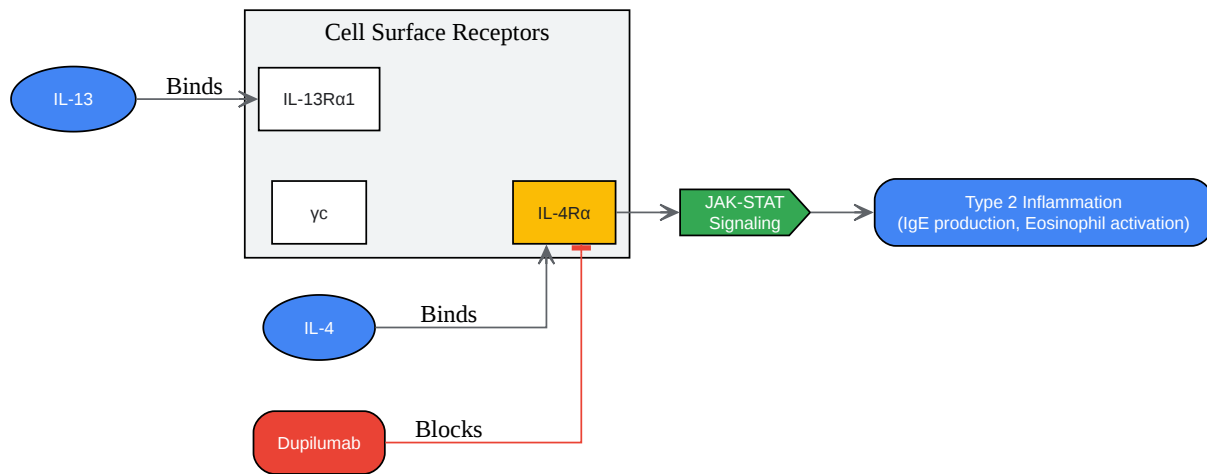 Cell Surface Receptors
IL-13
Binds
IL-13Rα1
γc
IL-4Rα
JAK-STAT
Signaling
Type 2 Inflammation
(IgE production, Eosinophil activation)
IL-4
Binds
Dupilumab
Blocks